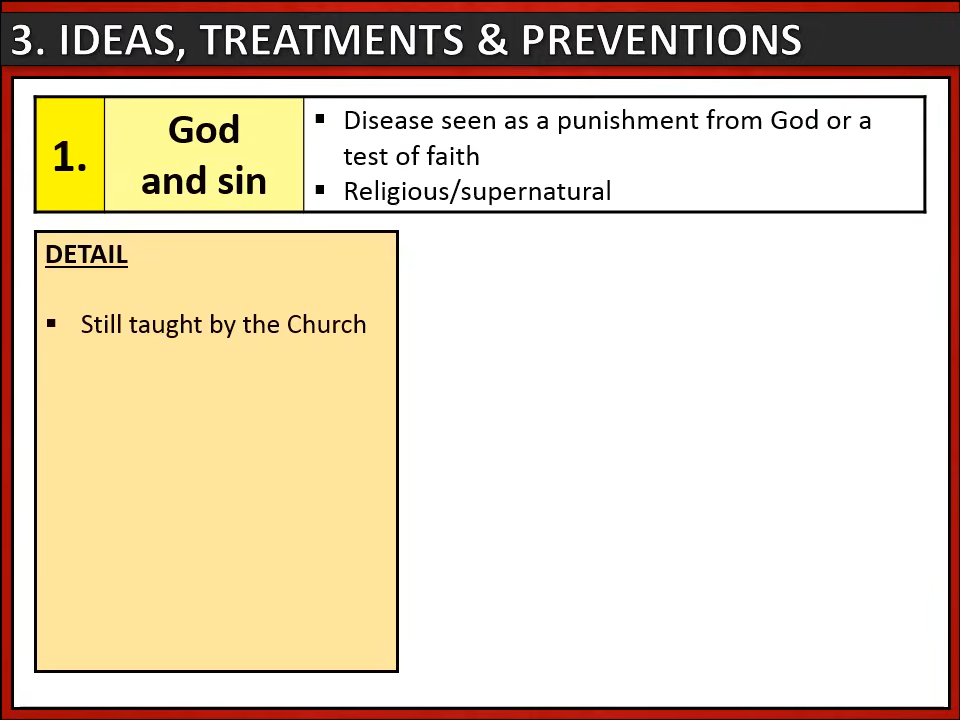 3. IDEAS, TREATMENTS & PREVENTIONS
1.
God
and sin
▪ Disease seen as a punishment from God or a
test of faith
▪ Religious/supernatural
DETAIL
▪ Still taught by the Church